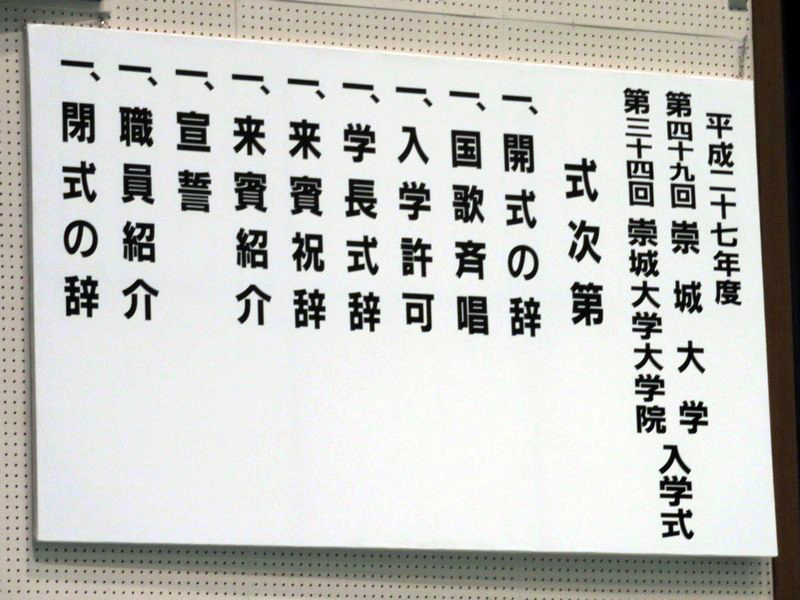 平成二十七年度
第四十九回 崇城大学
第三十四回 崇城大学大学院
入学式
式次第
一、開式の辞
一、国歌斉唱
一、入学許可
一、学長式辞
一、来賓祝辞
一、来賓紹介
一、宣誓
一、職員紹介
一、閉式の辞